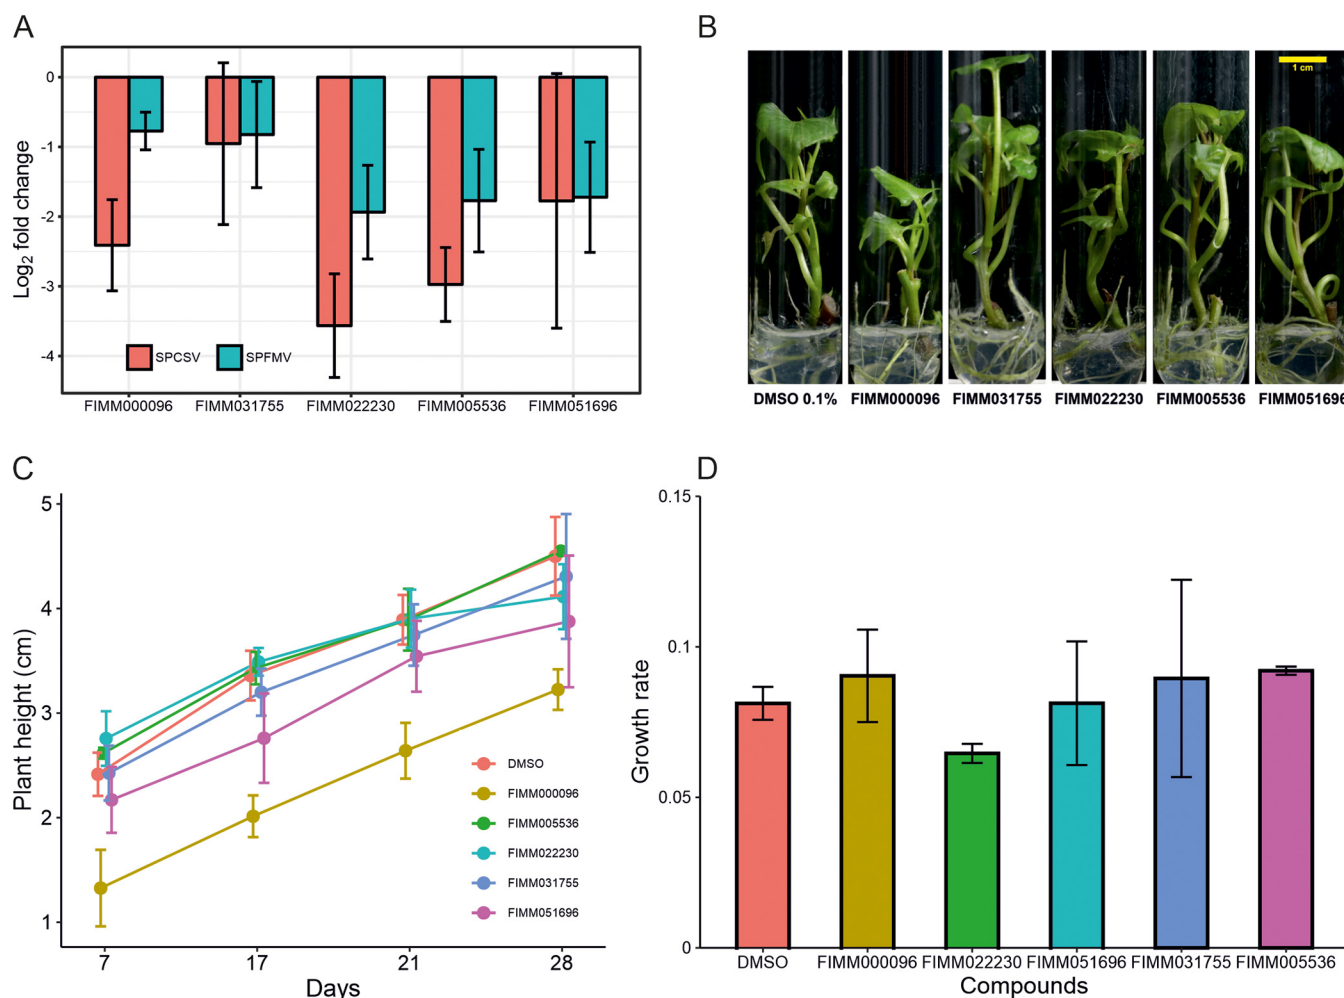 A
0
-1
-2
-3
-4
Log2 fold change
SPCSV SPFMV
FIMM000096 FIMM031755 FIMM022230 FIMM005536 FIMM051696
B
1 cm
DMSO 0.1% FIMM000096 FIMM031755 FIMM022230 FIMM005536 FIMM051696
C
5
4
3
2
1
Plant height (cm)
DMSO
FIMM000096
FIMM005536
FIMM022230
FIMM031755
FIMM051696
7 17 21 28
Days
D
0.15
0.1
0.05
0
Growth rate
DMSO FIMM000096 FIMM022230 FIMM051696 FIMM031755 FIMM005536
Compounds